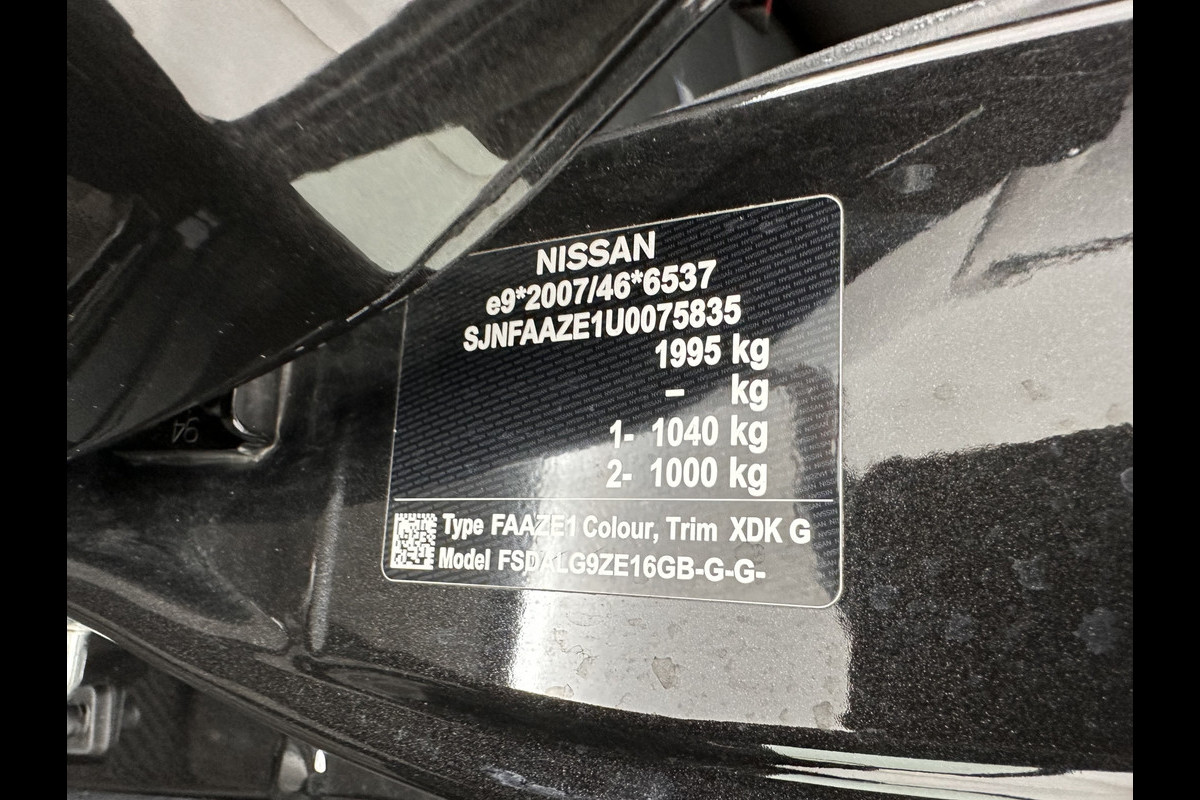 NISSAN
e9*2007/46*6537
SJNFAAZE1U0075835
1995 kg
– kg
1- 1040 kg
2- 1000 kg
Type FAAZE1 Colour, Trim XDK G
Model FSDALG9ZE16GB-G-G-
94